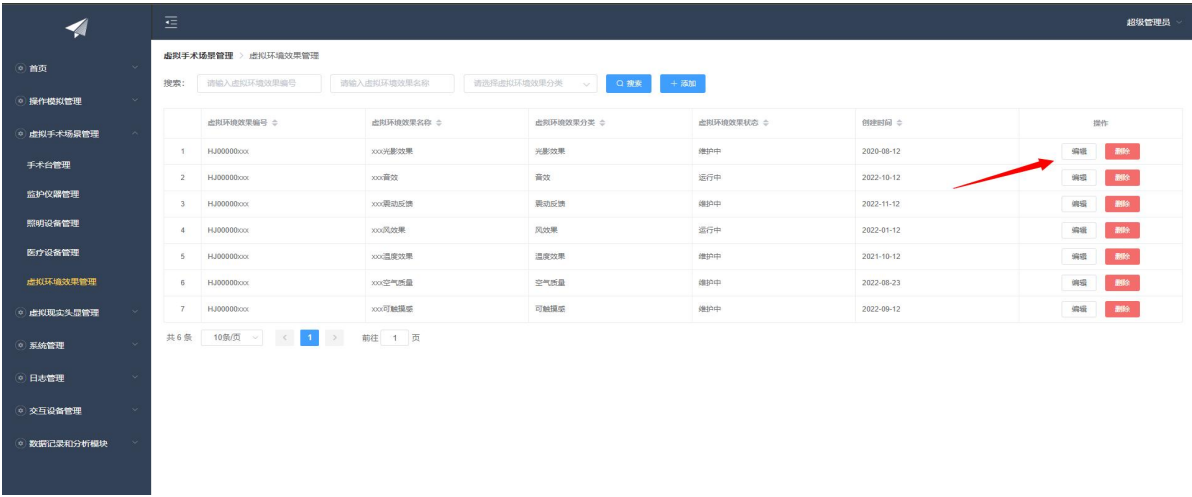 超级管理员
首页
操作模拟管理
虚拟手术场景管理
手术台管理
监护仪器管理
照明设备管理
医疗设备管理
虚拟环境效果管理
虚拟现实头显管理
系统管理
日志管理
交互设备管理
数据记录和分析模块
虚拟手术场景管理 > 虚拟环境效果管理
搜索: 请输入虚拟环境效果编号 请输入虚拟环境效果名称 请选择虚拟环境效果分类 搜索 + 添加
虚拟环境效果编号 虚拟环境效果名称 虚拟环境效果分类 虚拟环境效果状态 创建时间 操作
1 HJ00000xxx xxx光影效果 光影效果 维护中 2020-08-12 编辑 删除
2 HJ00000xxx xxx音效 音效 运行中 2022-10-12 编辑 删除
3 HJ00000xxx xxx震动反馈 震动反馈 维护中 2022-11-12 编辑 删除
4 HJ00000xxx xxx风效果 风效果 运行中 2022-01-12 编辑 删除
5 HJ00000xxx xxx温度效果 温度效果 维护中 2021-10-12 编辑 删除
6 HJ00000xxx xxx空气质量 空气质量 维护中 2022-08-23 编辑 删除
7 HJ00000xxx xxx可触摸感 可触摸感 维护中 2022-09-12 编辑 删除
共 6 条 10条/页 < 1 > 前往 1 页